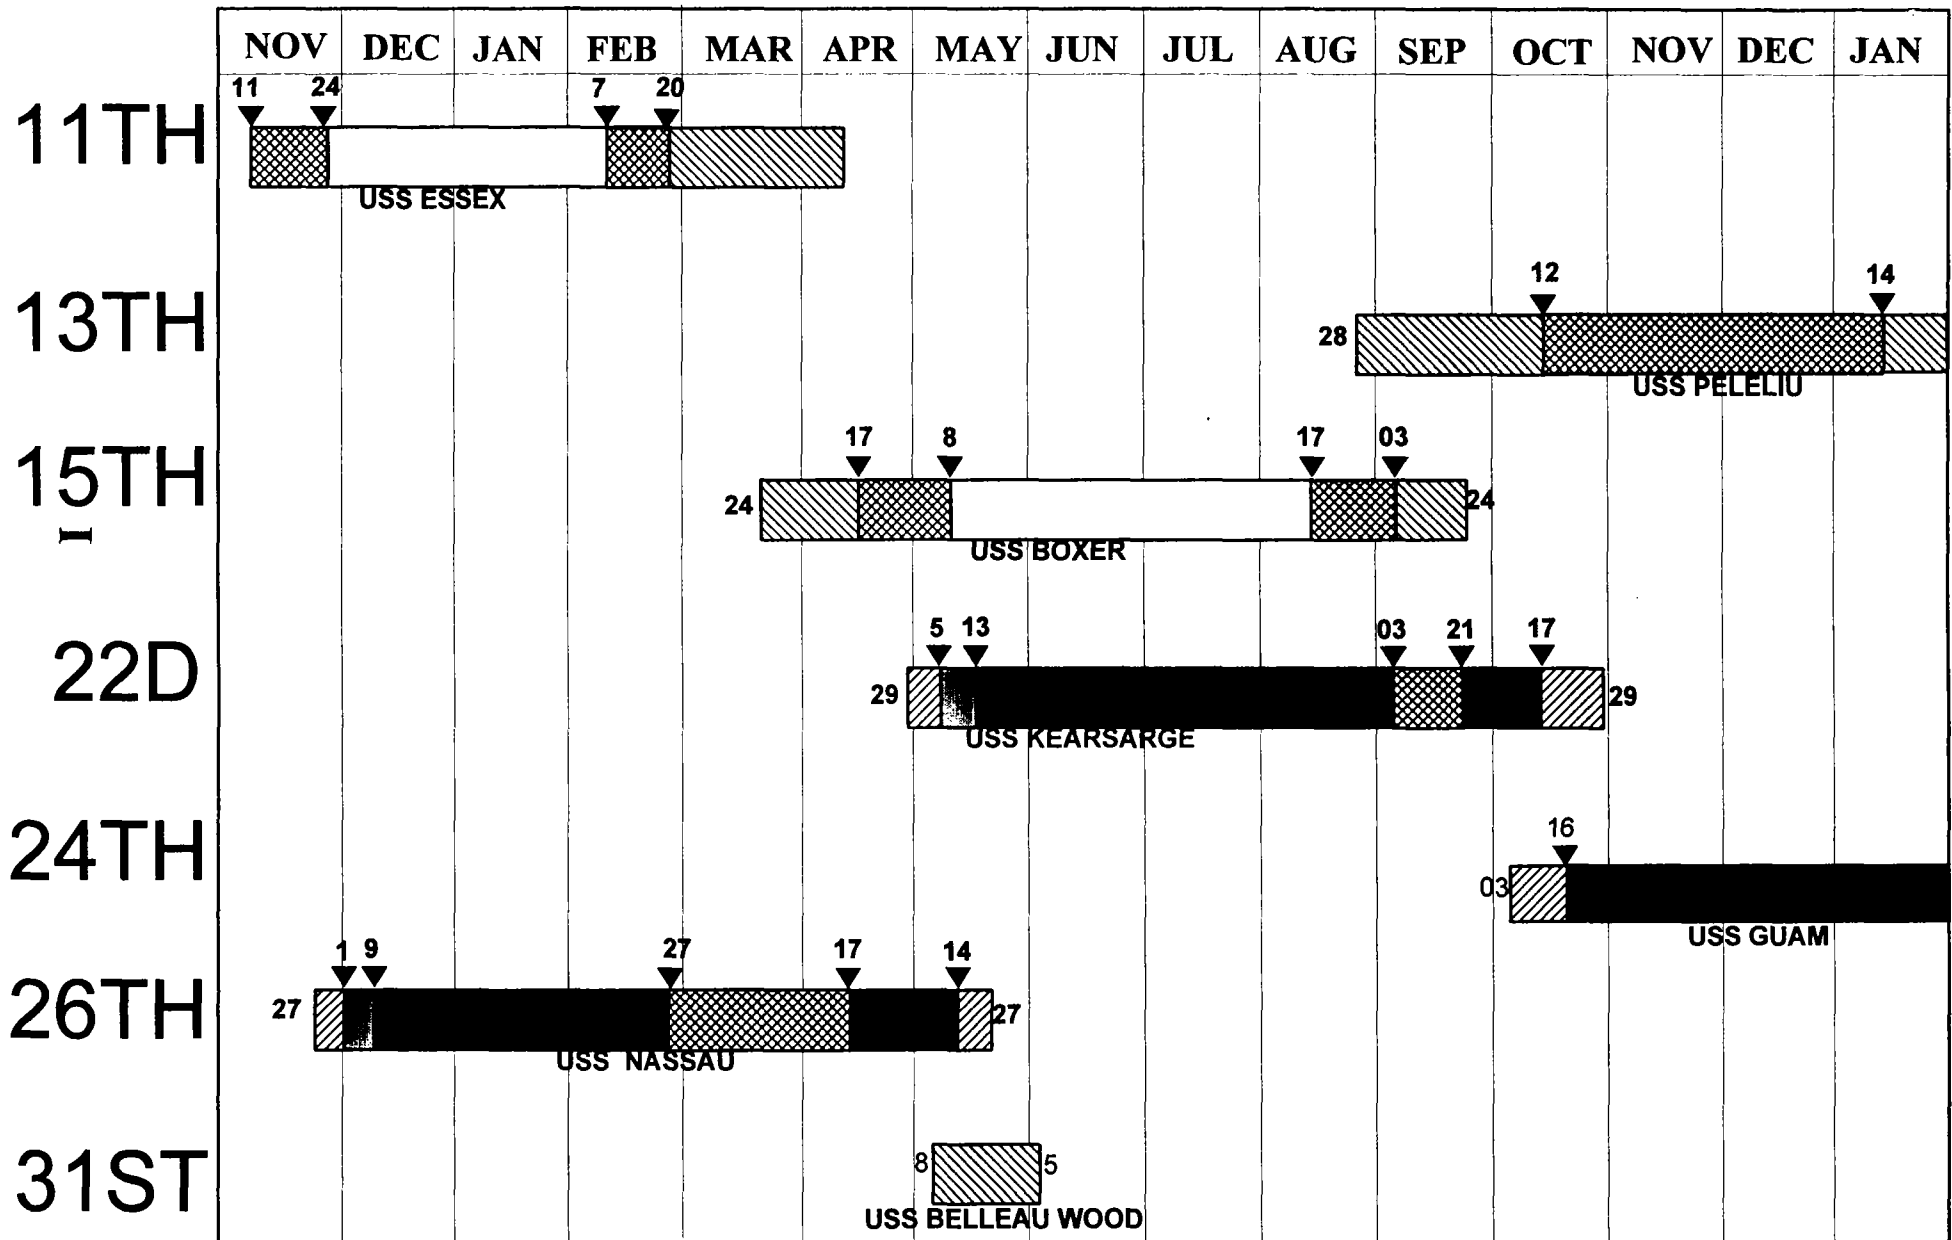 NOV DEC JAN FEB MAR APR MAY JUN JUL AUG SEP OCT NOV DEC JAN
11 24 7 20
11TH
USS ESSEX
12 14
13TH
28
USS PELELIU
17 8 17 03
15TH
24 24
I
USS BOXER
5 13 03 21 17
22D
29 29
USS KEARSARGE
16
24TH
03
USS GUAM
1 9 27 17 14
26TH
27 27
USS NASSAU
31ST
8 5
USS BELLEAU WOOD